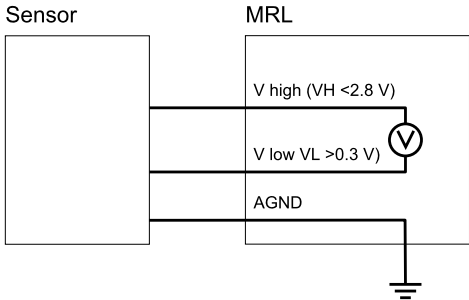 Sensor
MRL
V high (VH <2.8 V)
V
V low VL >0.3 V)
AGND